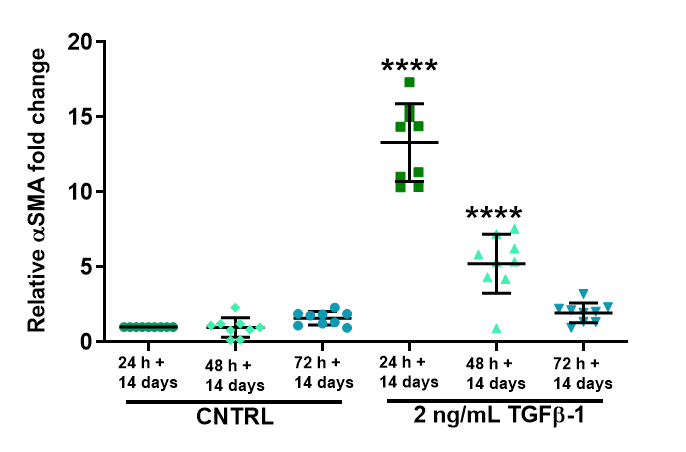 Relative αSMA fold change
20
15
10
5
0
****
****
24 h +
14 days
48 h +
14 days
72 h +
14 days
24 h +
14 days
48 h +
14 days
72 h +
14 days
CNTRL
2 ng/mL TGFβ-1